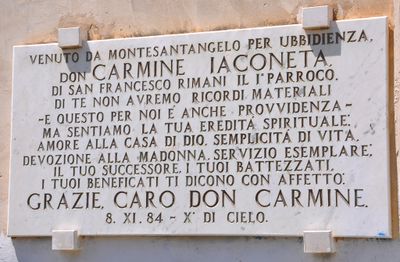 VENUTO DA MONTESANTANGELO PER UBBIDIENZA,
DON CARMINE IACONETA,
DI SAN FRANCESCO RIMANI IL I° PARROCO.
DI TE NON AVREMO RICORDI MATERIALI
-E QUESTO PER NOI È ANCHE PROVVIDENZA-
MA SENTIAMO LA TUA EREDITÀ SPIRITUALE:
AMORE ALLA CASA DI DIO. SEMPLICITÀ DI VITA.
DEVOZIONE ALLA MADONNA. SERVIZIO ESEMPLARE.
IL TUO SUCCESSORE, I TUOI BATTEZZATI,
I TUOI BENEFICATI TI DICONO CON AFFETTO:
GRAZIE, CARO DON CARMINE.
8. XI. 84 - X° DI CIELO.